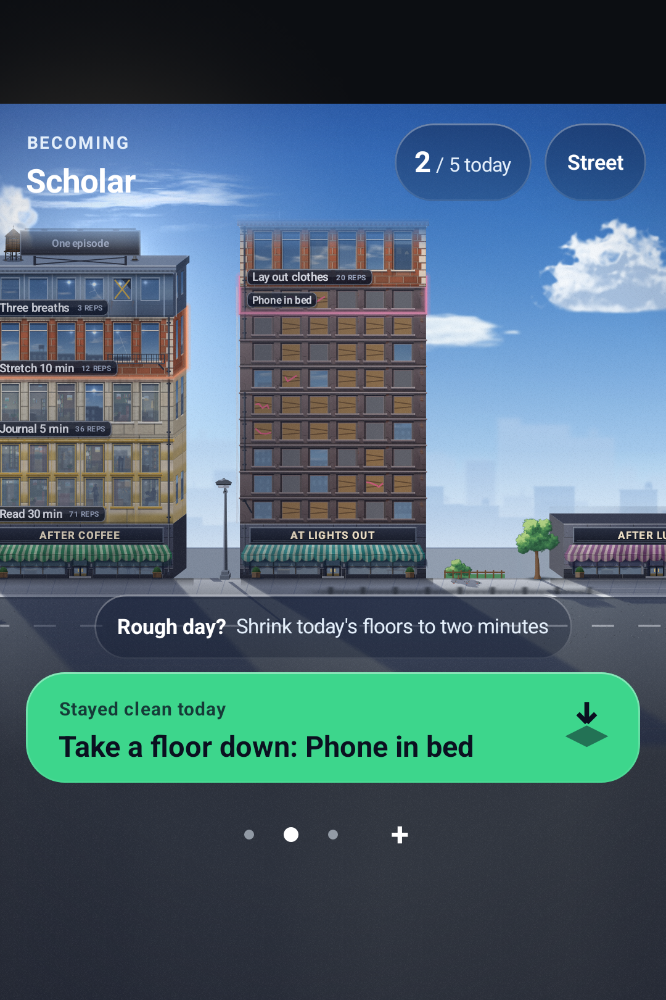 BECOMING
Scholar
2 / 5 today
Street
One episode
Three breaths 3 REPS
Stretch 10 min 12 REPS
Journal 5 min 36 REPS
Read 30 min 71 REPS
AFTER COFFEE
Lay out clothes 20 REPS
Phone in bed
AT LIGHTS OUT
AFTER LU
Rough day? Shrink today's floors to two minutes
Stayed clean today
Take a floor down: Phone in bed
+